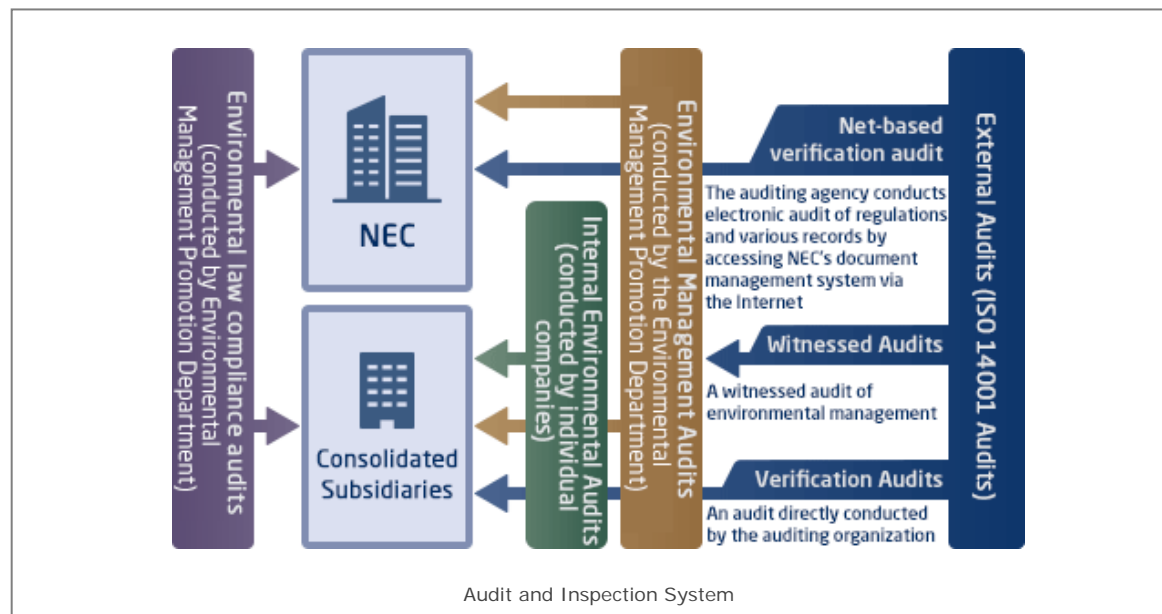 Environmental law compliance audits
(conducted by Environmental
Management Promotion Department)
NEC
Consolidated
Subsidiaries
Internal Environmental Audits
(conducted by individual
companies)
Environmental Management Audits
(conducted by the Environmental
Management Promotion Department)
Net-based
verification audit
The auditing agency conducts
electronic audit of regulations
and various records by
accessing NEC's document
management system via
the Internet
Witnessed Audits
A witnessed audit of
environmental management
Verification Audits
An audit directly conducted
by the auditing organization
External Audits (ISO 14001 Audits)
Audit and Inspection System